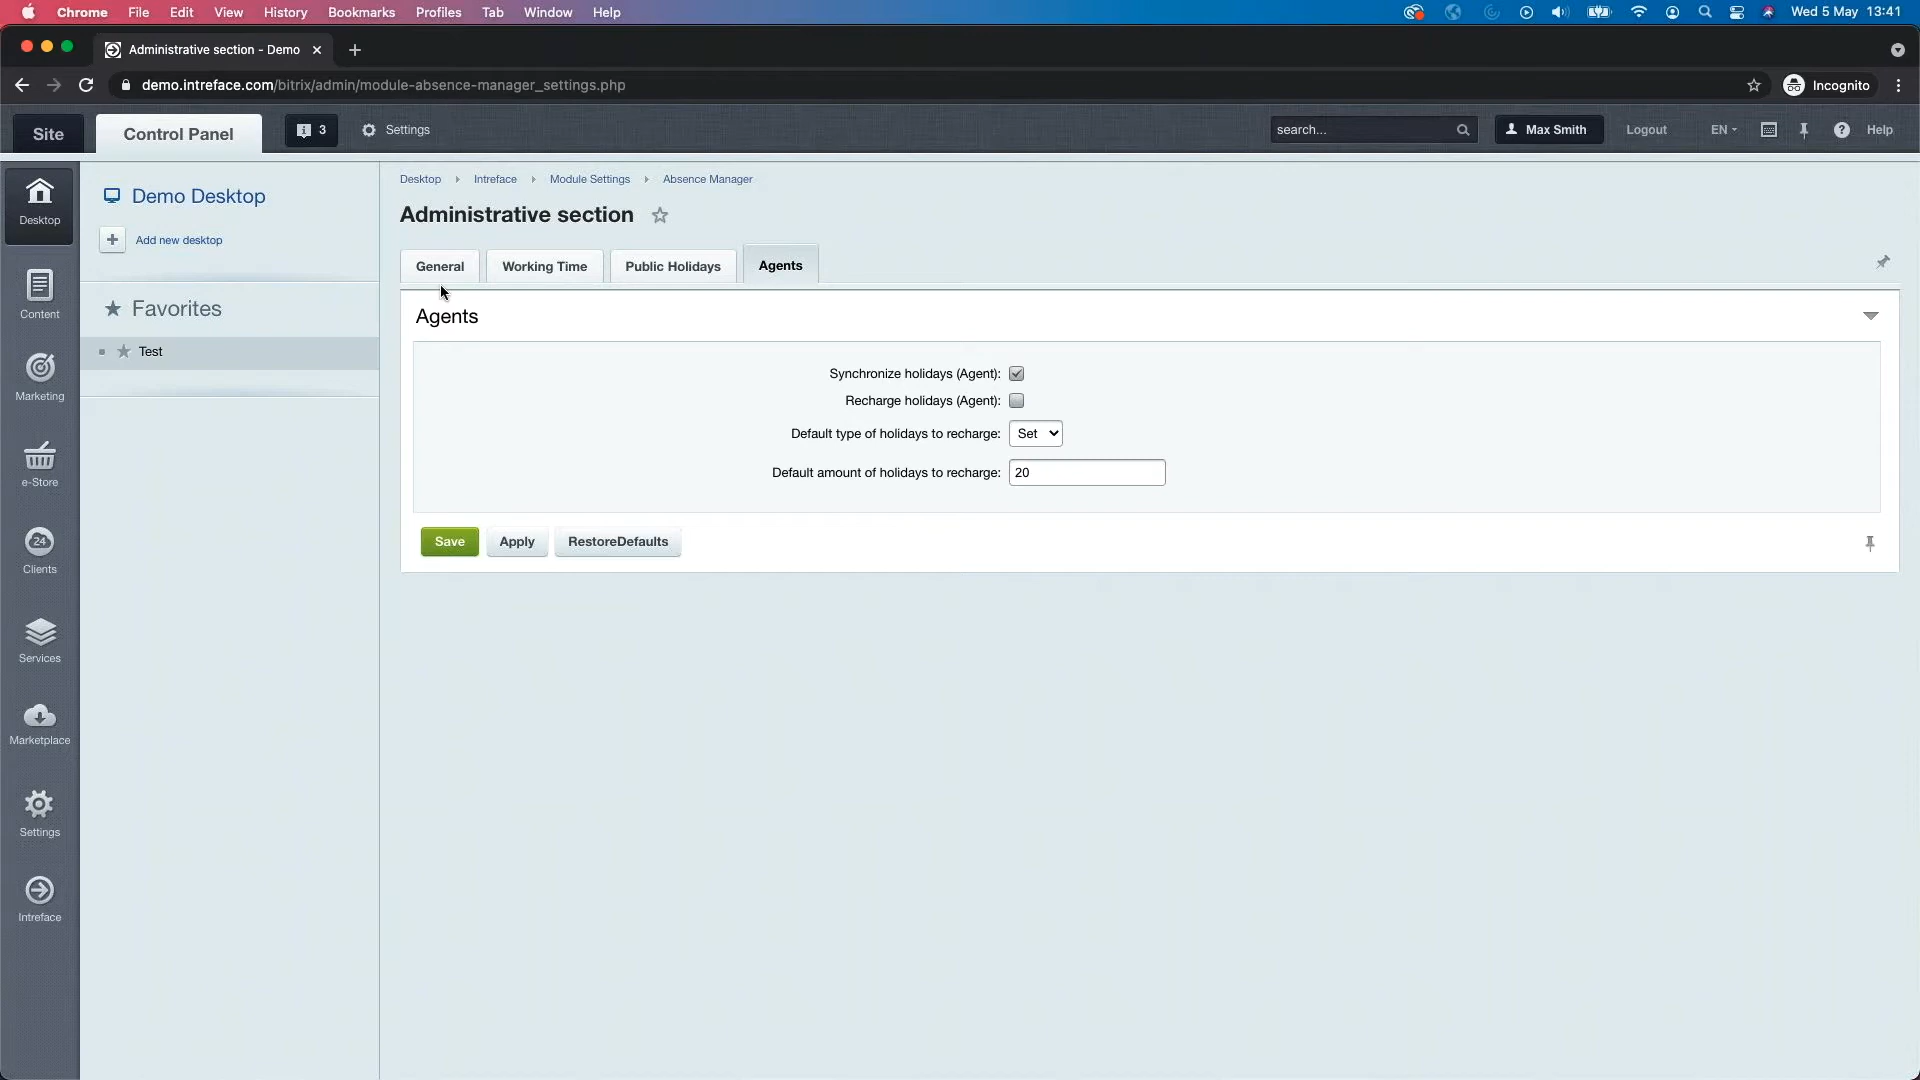 Chrome File Edit View History Bookmarks Profiles Tab Window Help Wed 5 May 13:41
Administrative section - Demo
demo.intreface.com/bitrix/admin/module-absence-manager_settings.php Incognito
Site Control Panel 3 Settings search... Max Smith Logout EN Help
Desktop
Content
Marketing
e-Store
24
Clients
Services
Marketplace
Settings
Intreface
Demo Desktop
Add new desktop
Favorites
Test
Desktop Intreface Module Settings Absence Manager
Administrative section
General Working Time Public Holidays Agents
Agents
Synchronize holidays (Agent):
Recharge holidays (Agent):
Default type of holidays to recharge: Set
Default amount of holidays to recharge: 20
Save Apply RestoreDefaults